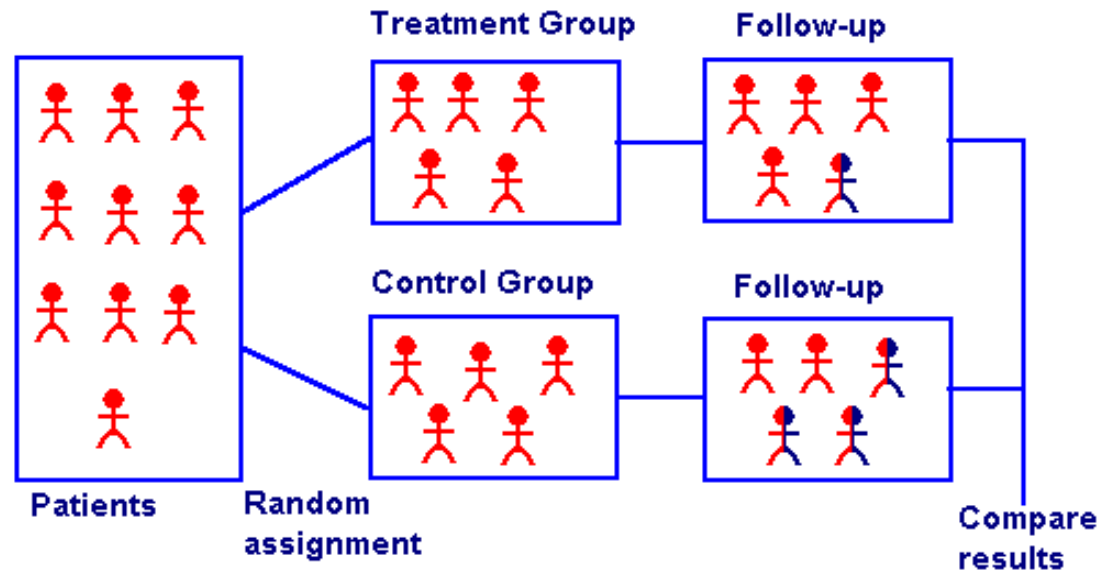 Treatment Group
Follow-up
Control Group
Follow-up
Patients
Random
assignment
Compare
results